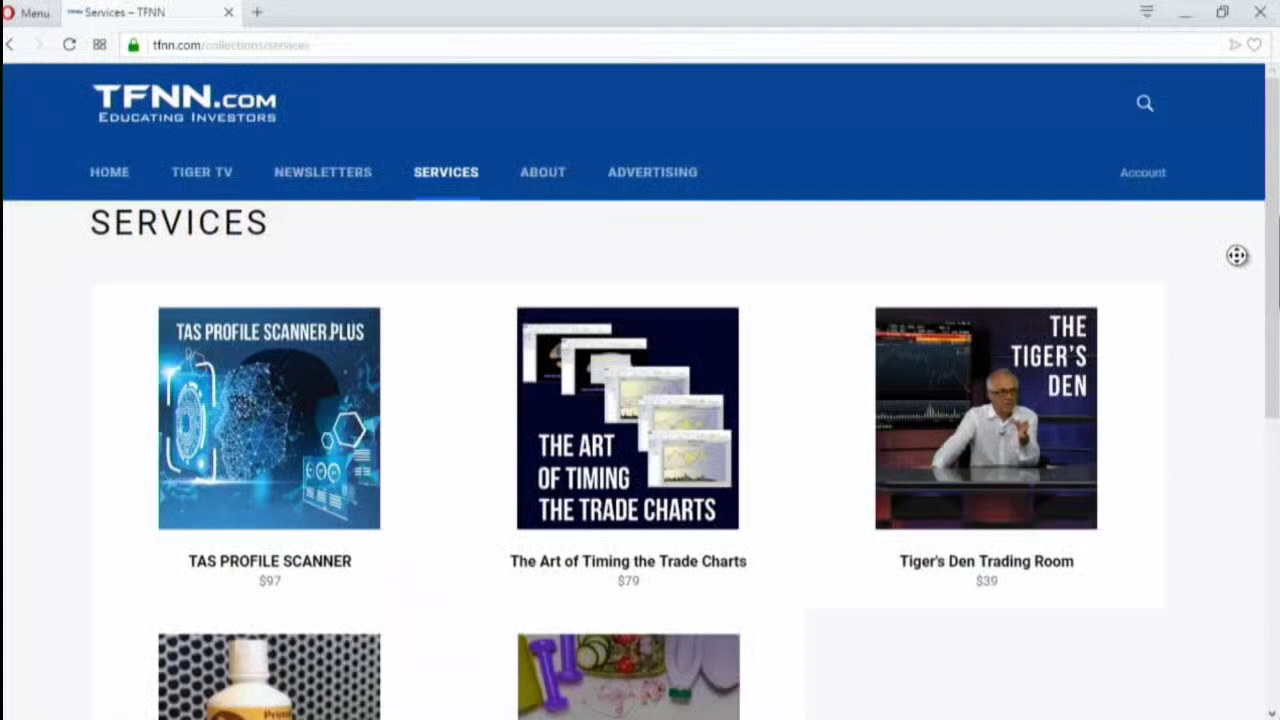 Menu
Services – TFNN
tfnn.com/collections/services
TFNN.COM
EDUCATING INVESTORS
HOME
TIGER TV
NEWSLETTERS
SERVICES
ABOUT
ADVERTISING
Account
SERVICES
TAS PROFILE SCANNER PLUS
THE ART
OF TIMING
THE TRADE CHARTS
THE
TIGER'S
DEN
TAS PROFILE SCANNER
$97
The Art of Timing the Trade Charts
$79
Tiger's Den Trading Room
$39